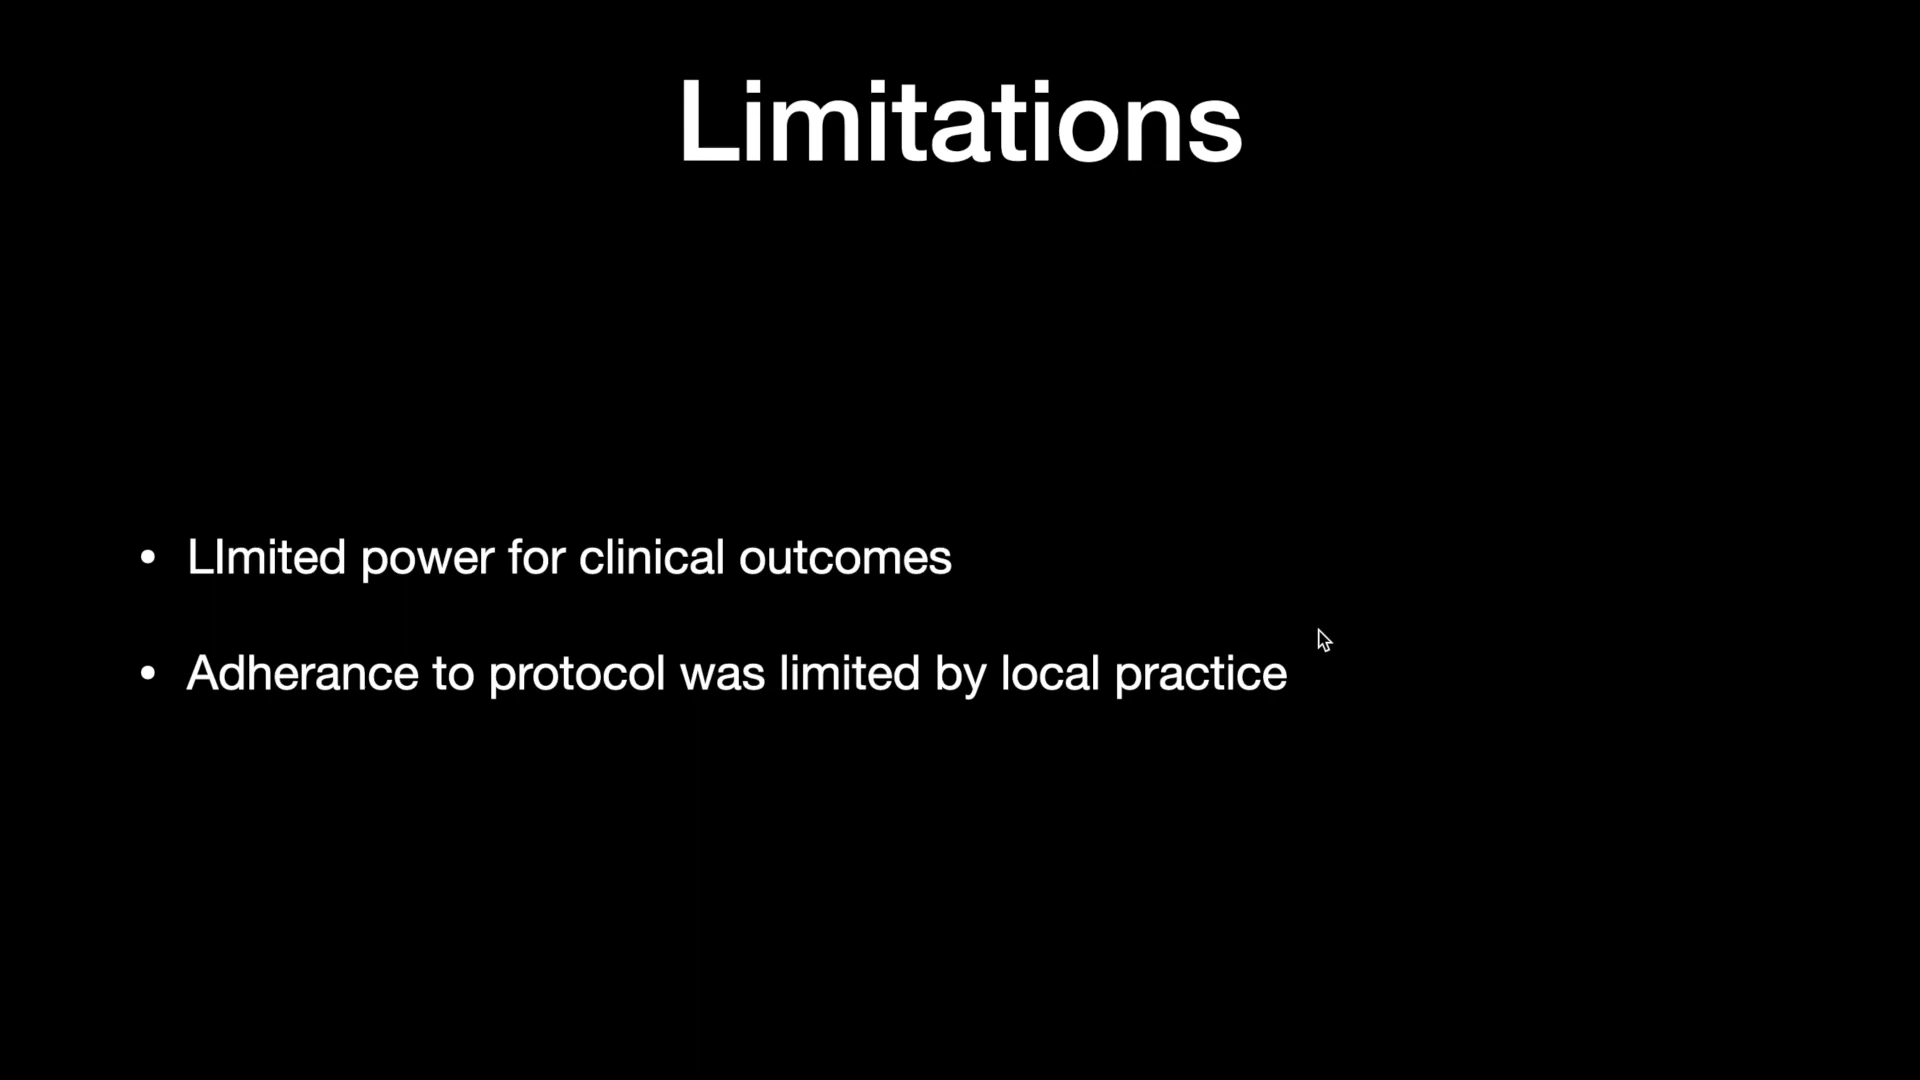 Limitations
• LImited power for clinical outcomes
• Adherance to protocol was limited by local practice